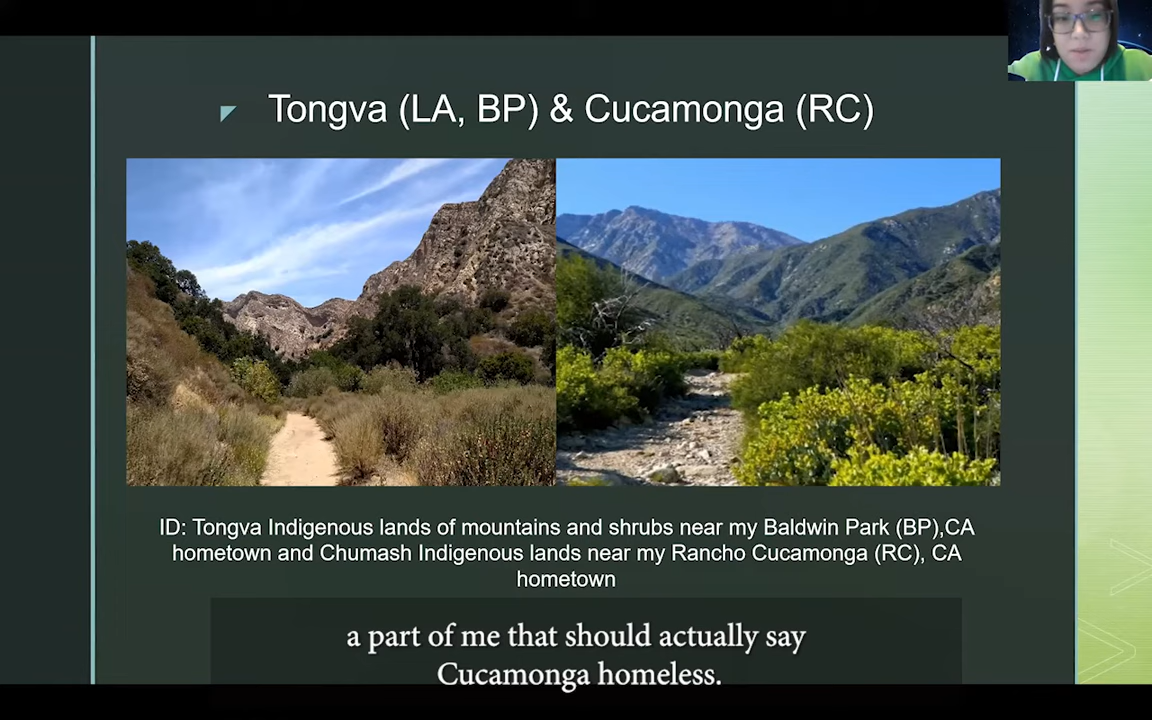 Tongva (LA, BP) & Cucamonga (RC)
ID: Tongva Indigenous lands of mountains and shrubs near my Baldwin Park (BP),CA
hometown and Chumash Indigenous lands near my Rancho Cucamonga (RC), CA
hometown
a part of me that should actually say
Cucamonga homeless.